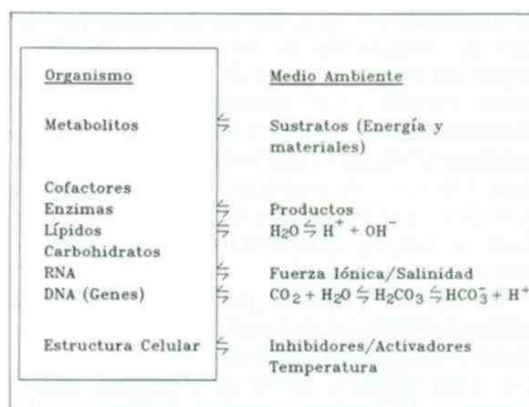 Organismo Medio Ambiente
Metabolitos ⇆ Sustratos (Energía y
materiales)
Cofactores
Enzimas ⇆ Productos
Lípidos ⇆ H₂O ⇆ H⁺ + OH⁻
Carbohidratos
RNA ⇆ Fuerza Iónica/Salinidad
DNA (Genes) ⇆ CO₂ + H₂O ⇆ H₂CO₃ ⇆ HCO₃⁻ + H⁺
Estructura Celular ⇆ Inhibidores/Activadores
Temperatura